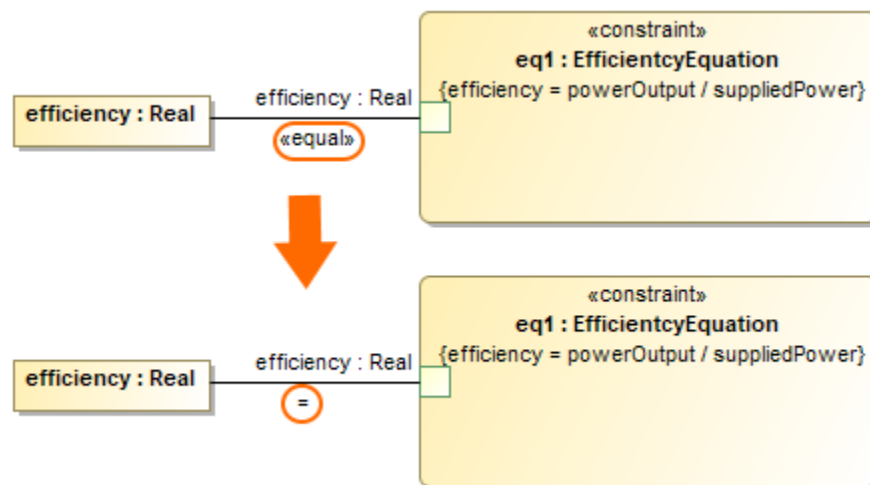 «constraint»
eq1 : EfficientcyEquation
{efficiency = powerOutput / suppliedPower}
efficiency : Real
efficiency : Real
«equal»
«constraint»
eq1 : EfficientcyEquation
{efficiency = powerOutput / suppliedPower}
efficiency : Real
efficiency : Real
=